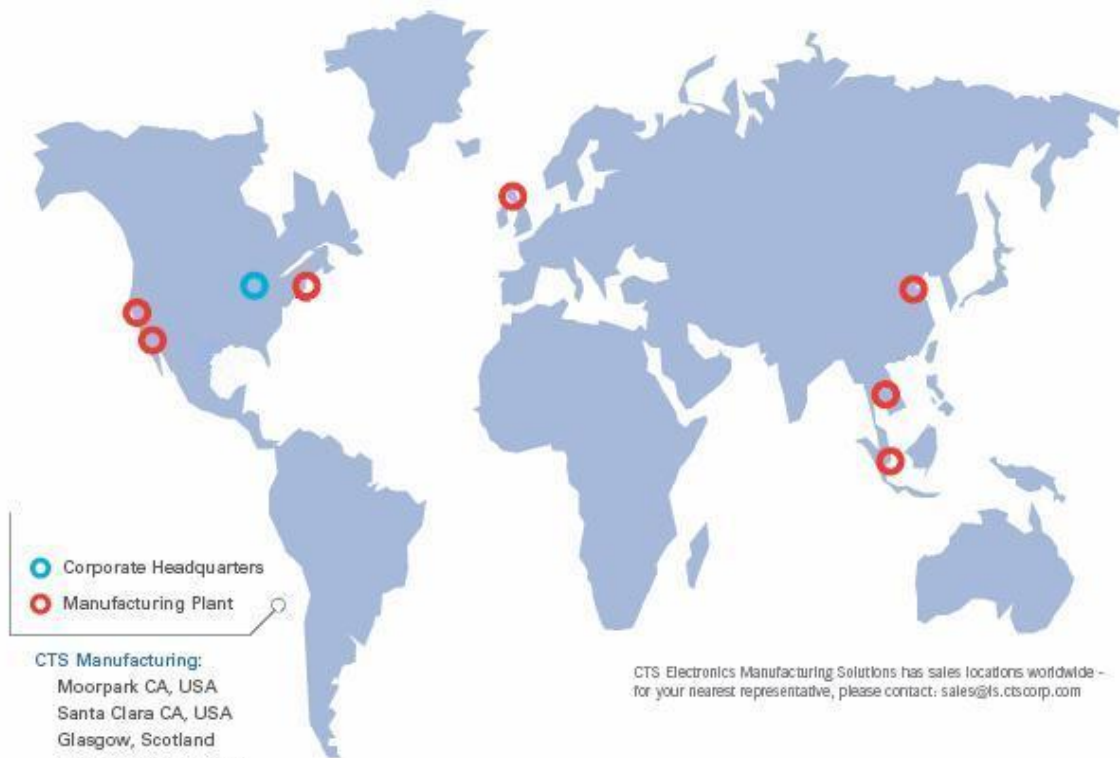 Corporate Headquarters
Manufacturing Plant
CTS Manufacturing:
Moorpark CA, USA
Santa Clara CA, USA
Glasgow, Scotland
CTS Electronics Manufacturing Solutions has sales locations worldwide -
for your nearest representative, please contact: sales@ls.ctscorp.com